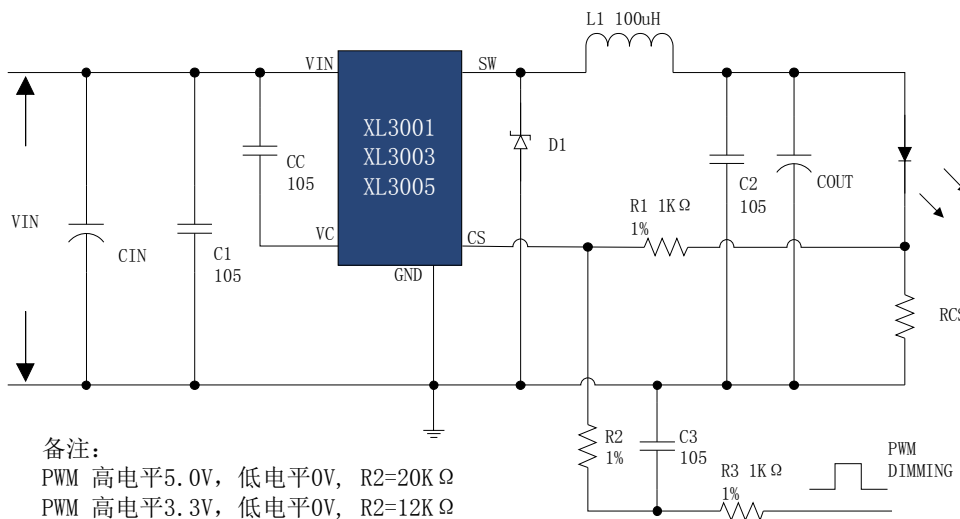 L1 100uH
VIN
SW
XL3001
XL3003
XL3005
CC
105
D1
C2
105
COUT
R1 1KΩ
1%
VIN
CIN
C1
105
VC
CS
GND
RCS
备注:
PWM 高电平5.0V，低电平0V, R2=20KΩ
PWM 高电平3.3V，低电平0V, R2=12KΩ
R2
1%
C3
105
R3 1KΩ
1%
PWM
DIMMING